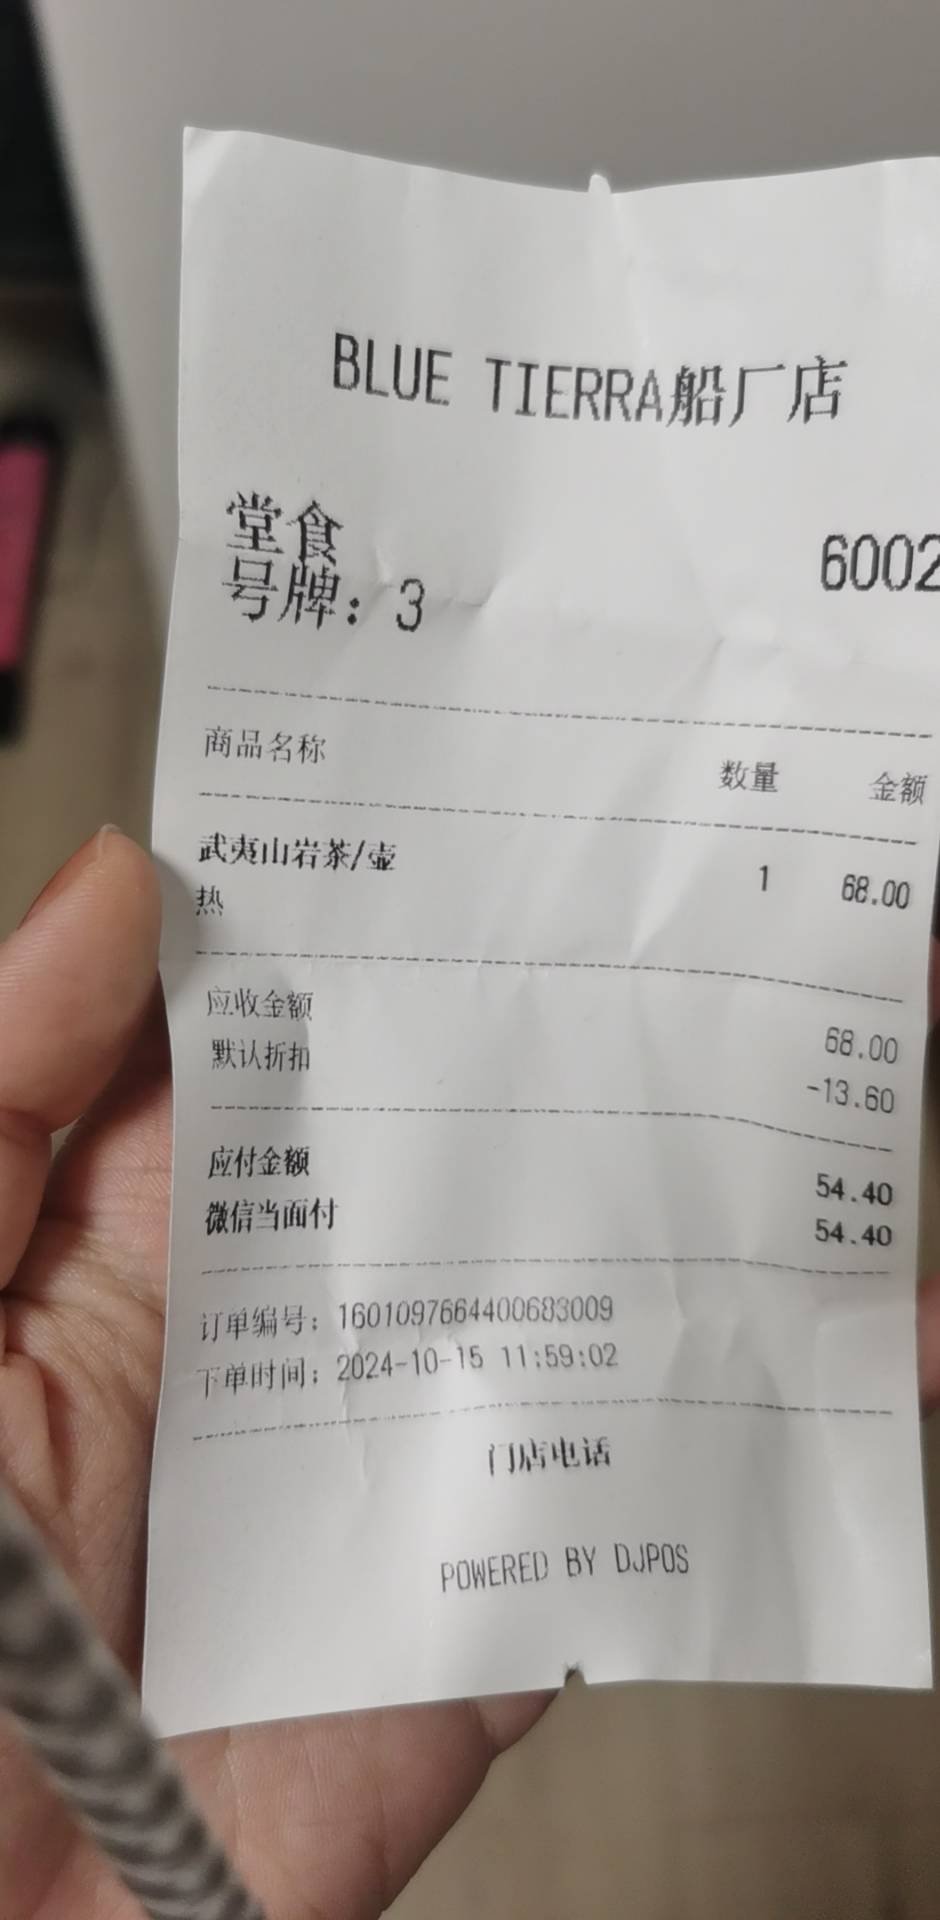 BLUE TIERRA船厂店
堂食
号牌：3 6002
商品名称 数量 金额
武夷山岩茶/壶 1 68.00
热
应收金额 68.00
默认折扣 -13.60
应付金额 54.40
微信当面付 54.40
订单编号：1601097664400683009
下单时间：2024-10-15 11:59:02
门店电话
POWERED BY DJPOS